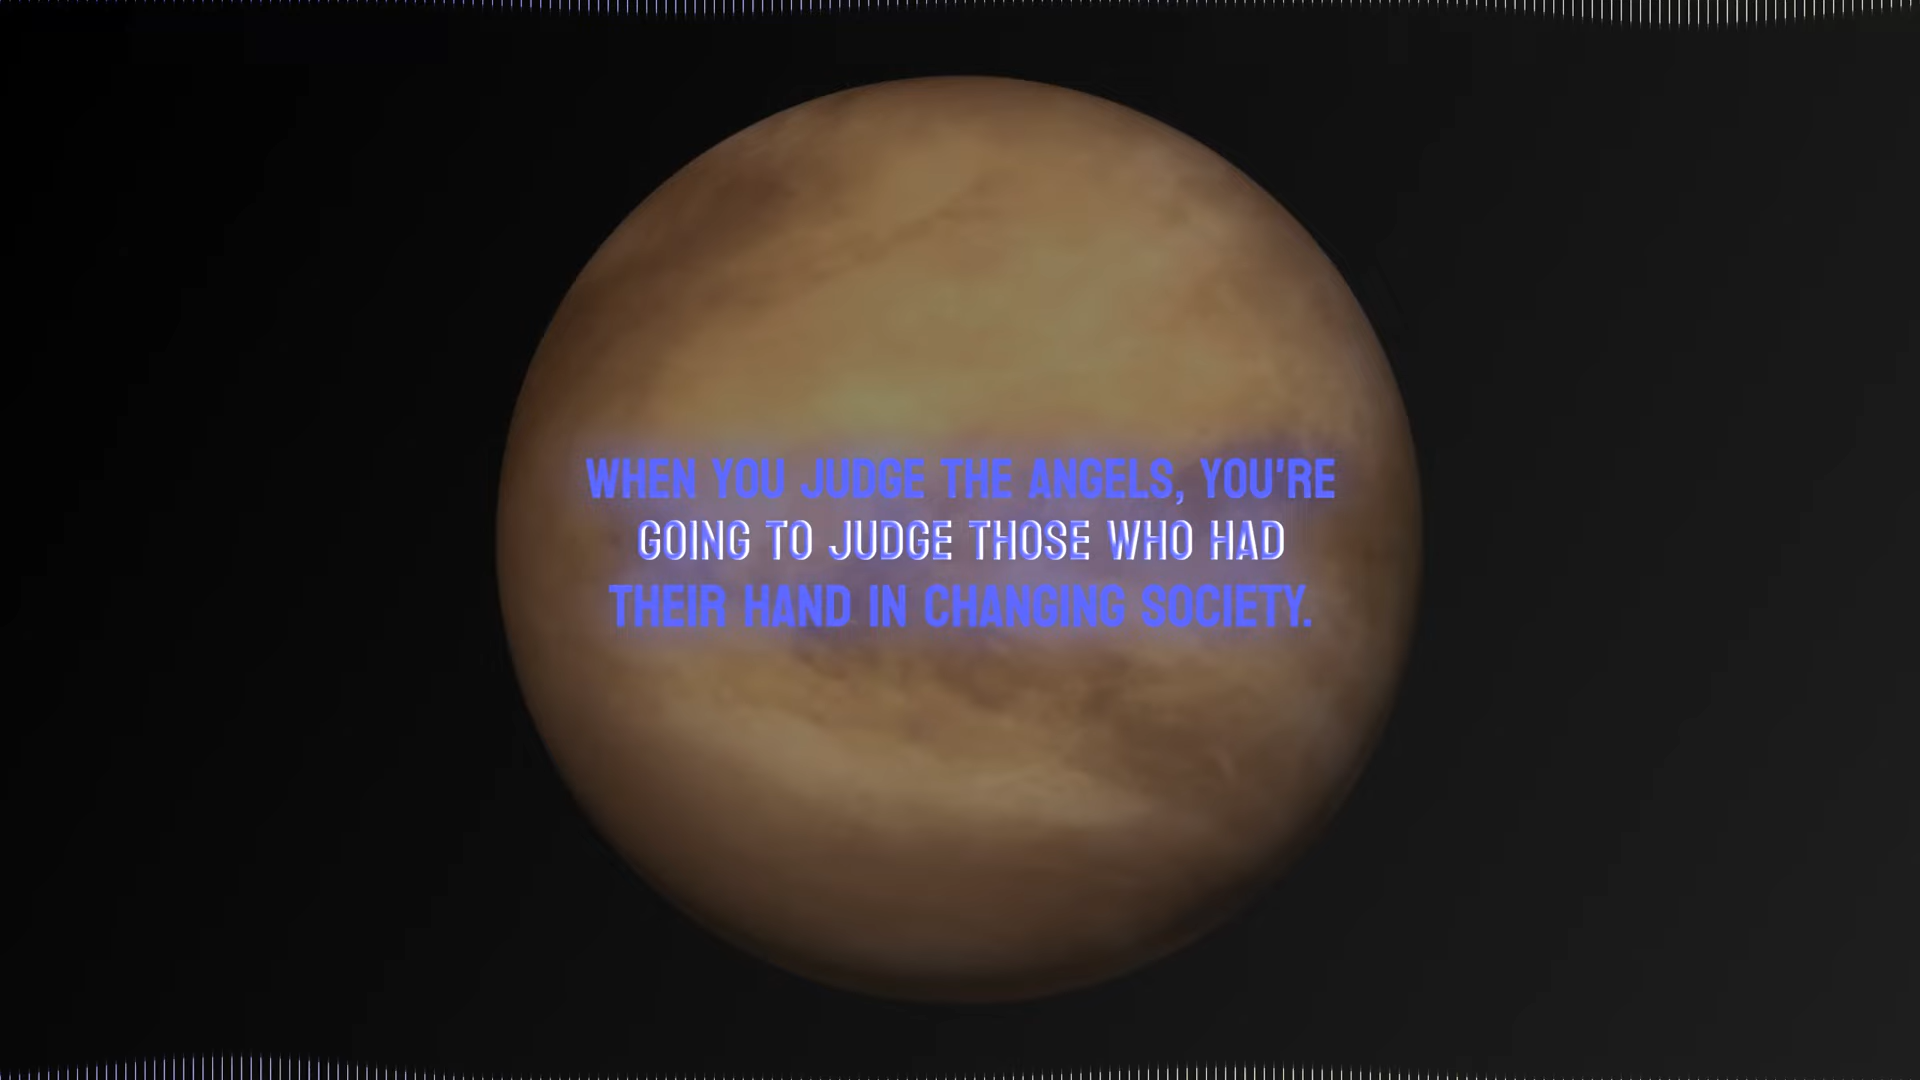 WHEN YOU JUDGE THE ANGELS, YOU'RE
GOING TO JUDGE THOSE WHO HAD
THEIR HAND IN CHANGING SOCIETY.